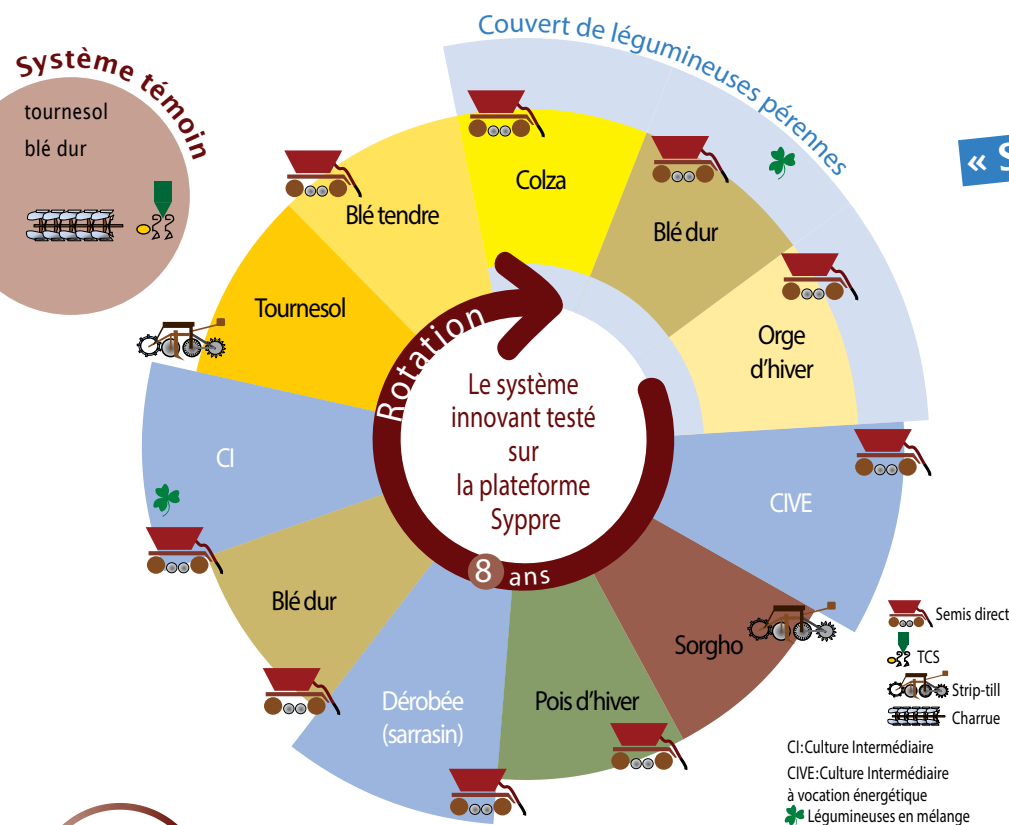 Système témoin
tournesol
blé dur
Couvert de légumineuses pérennes
« S
Colza
Blé dur
Orge
d'hiver
CIVE
Sorgho
Pois d'hiver
Dérobée
(sarrasin)
Blé dur
CI
Tournesol
Blé tendre
Rotation
Le système
innovant testé
sur
la plateforme
Syppre
8 ans
Semis direct
TCS
Strip-till
Charrue
CI:Culture Intermédiaire
CIVE:Culture Intermédiaire
à vocation énergétique
Légumineuses en mélange